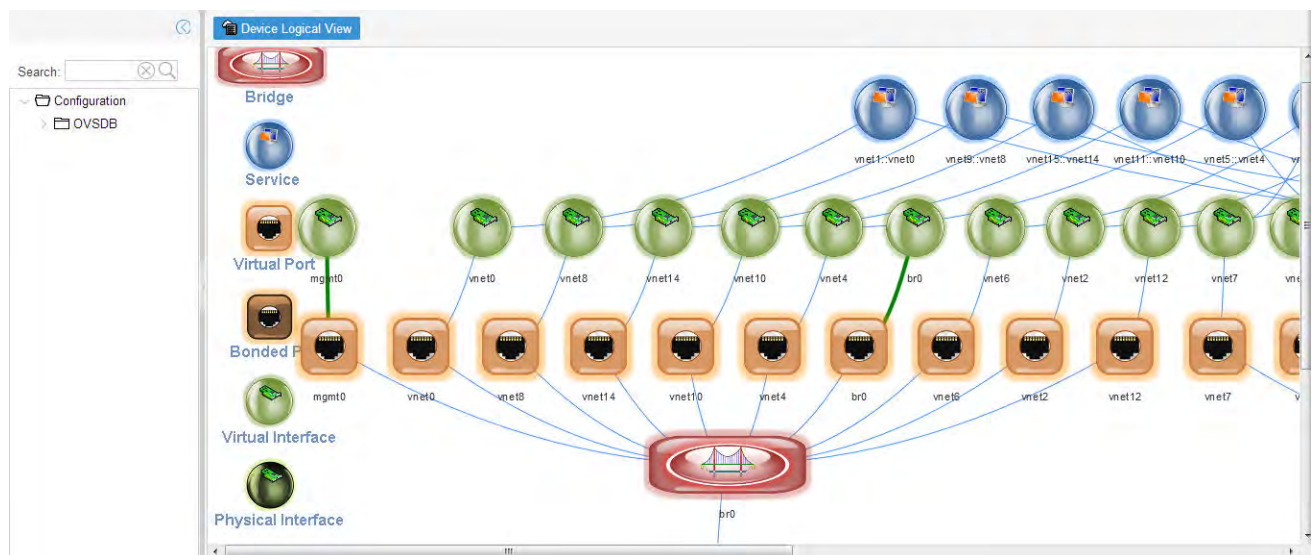 Device Logical View
Search:
Configuration
OVSDB
Bridge
Service
Virtual Port
Bonded P
Virtual Interface
Physical Interface
vnet1::vnet0 vnet9::vnet8 vnet15::vnet14 vnet11::vnet10 vnet5::vnet4
mgmt0 vnet0 vnet8 vnet14 vnet10 vnet4 br0 vnet6 vnet2 vnet12 vnet7
mgmt0 vnet0 vnet8 vnet14 vnet10 vnet4 br0 vnet6 vnet2 vnet12 vnet7
br0